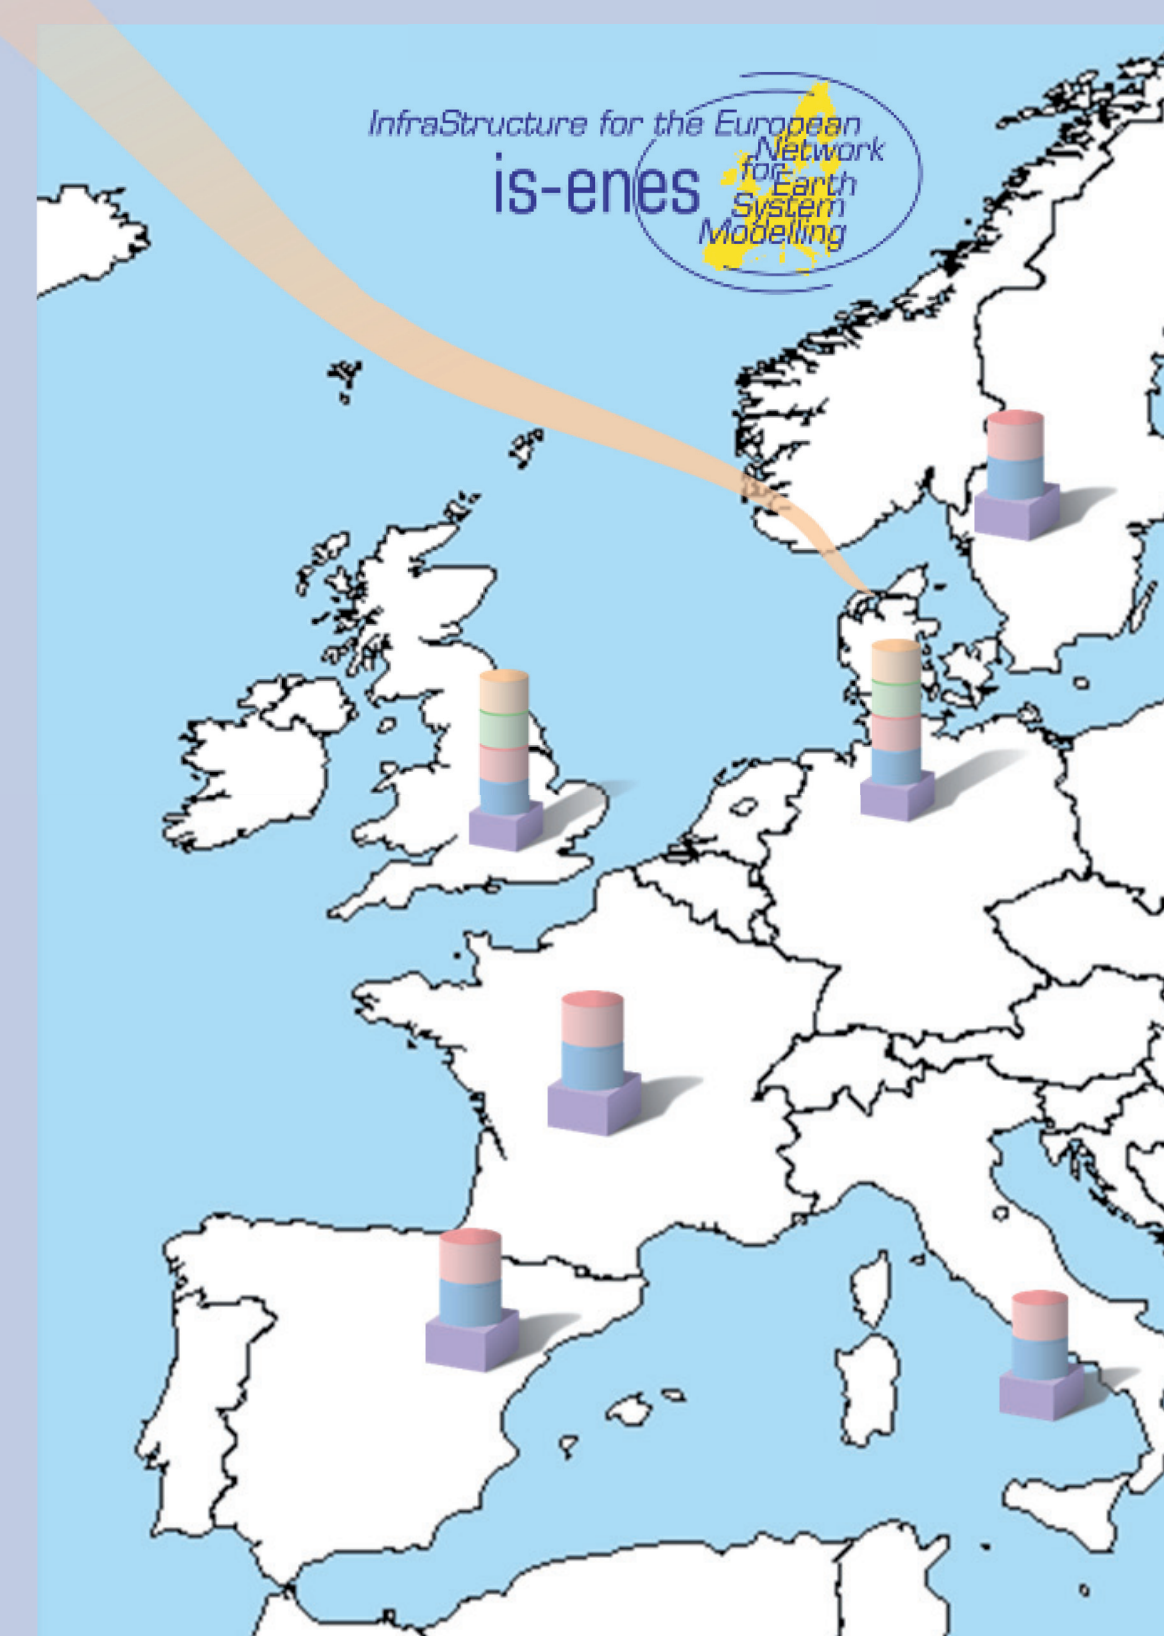 InfraStructure for the European
Network
is-enes
for
Earth
System
Modelling